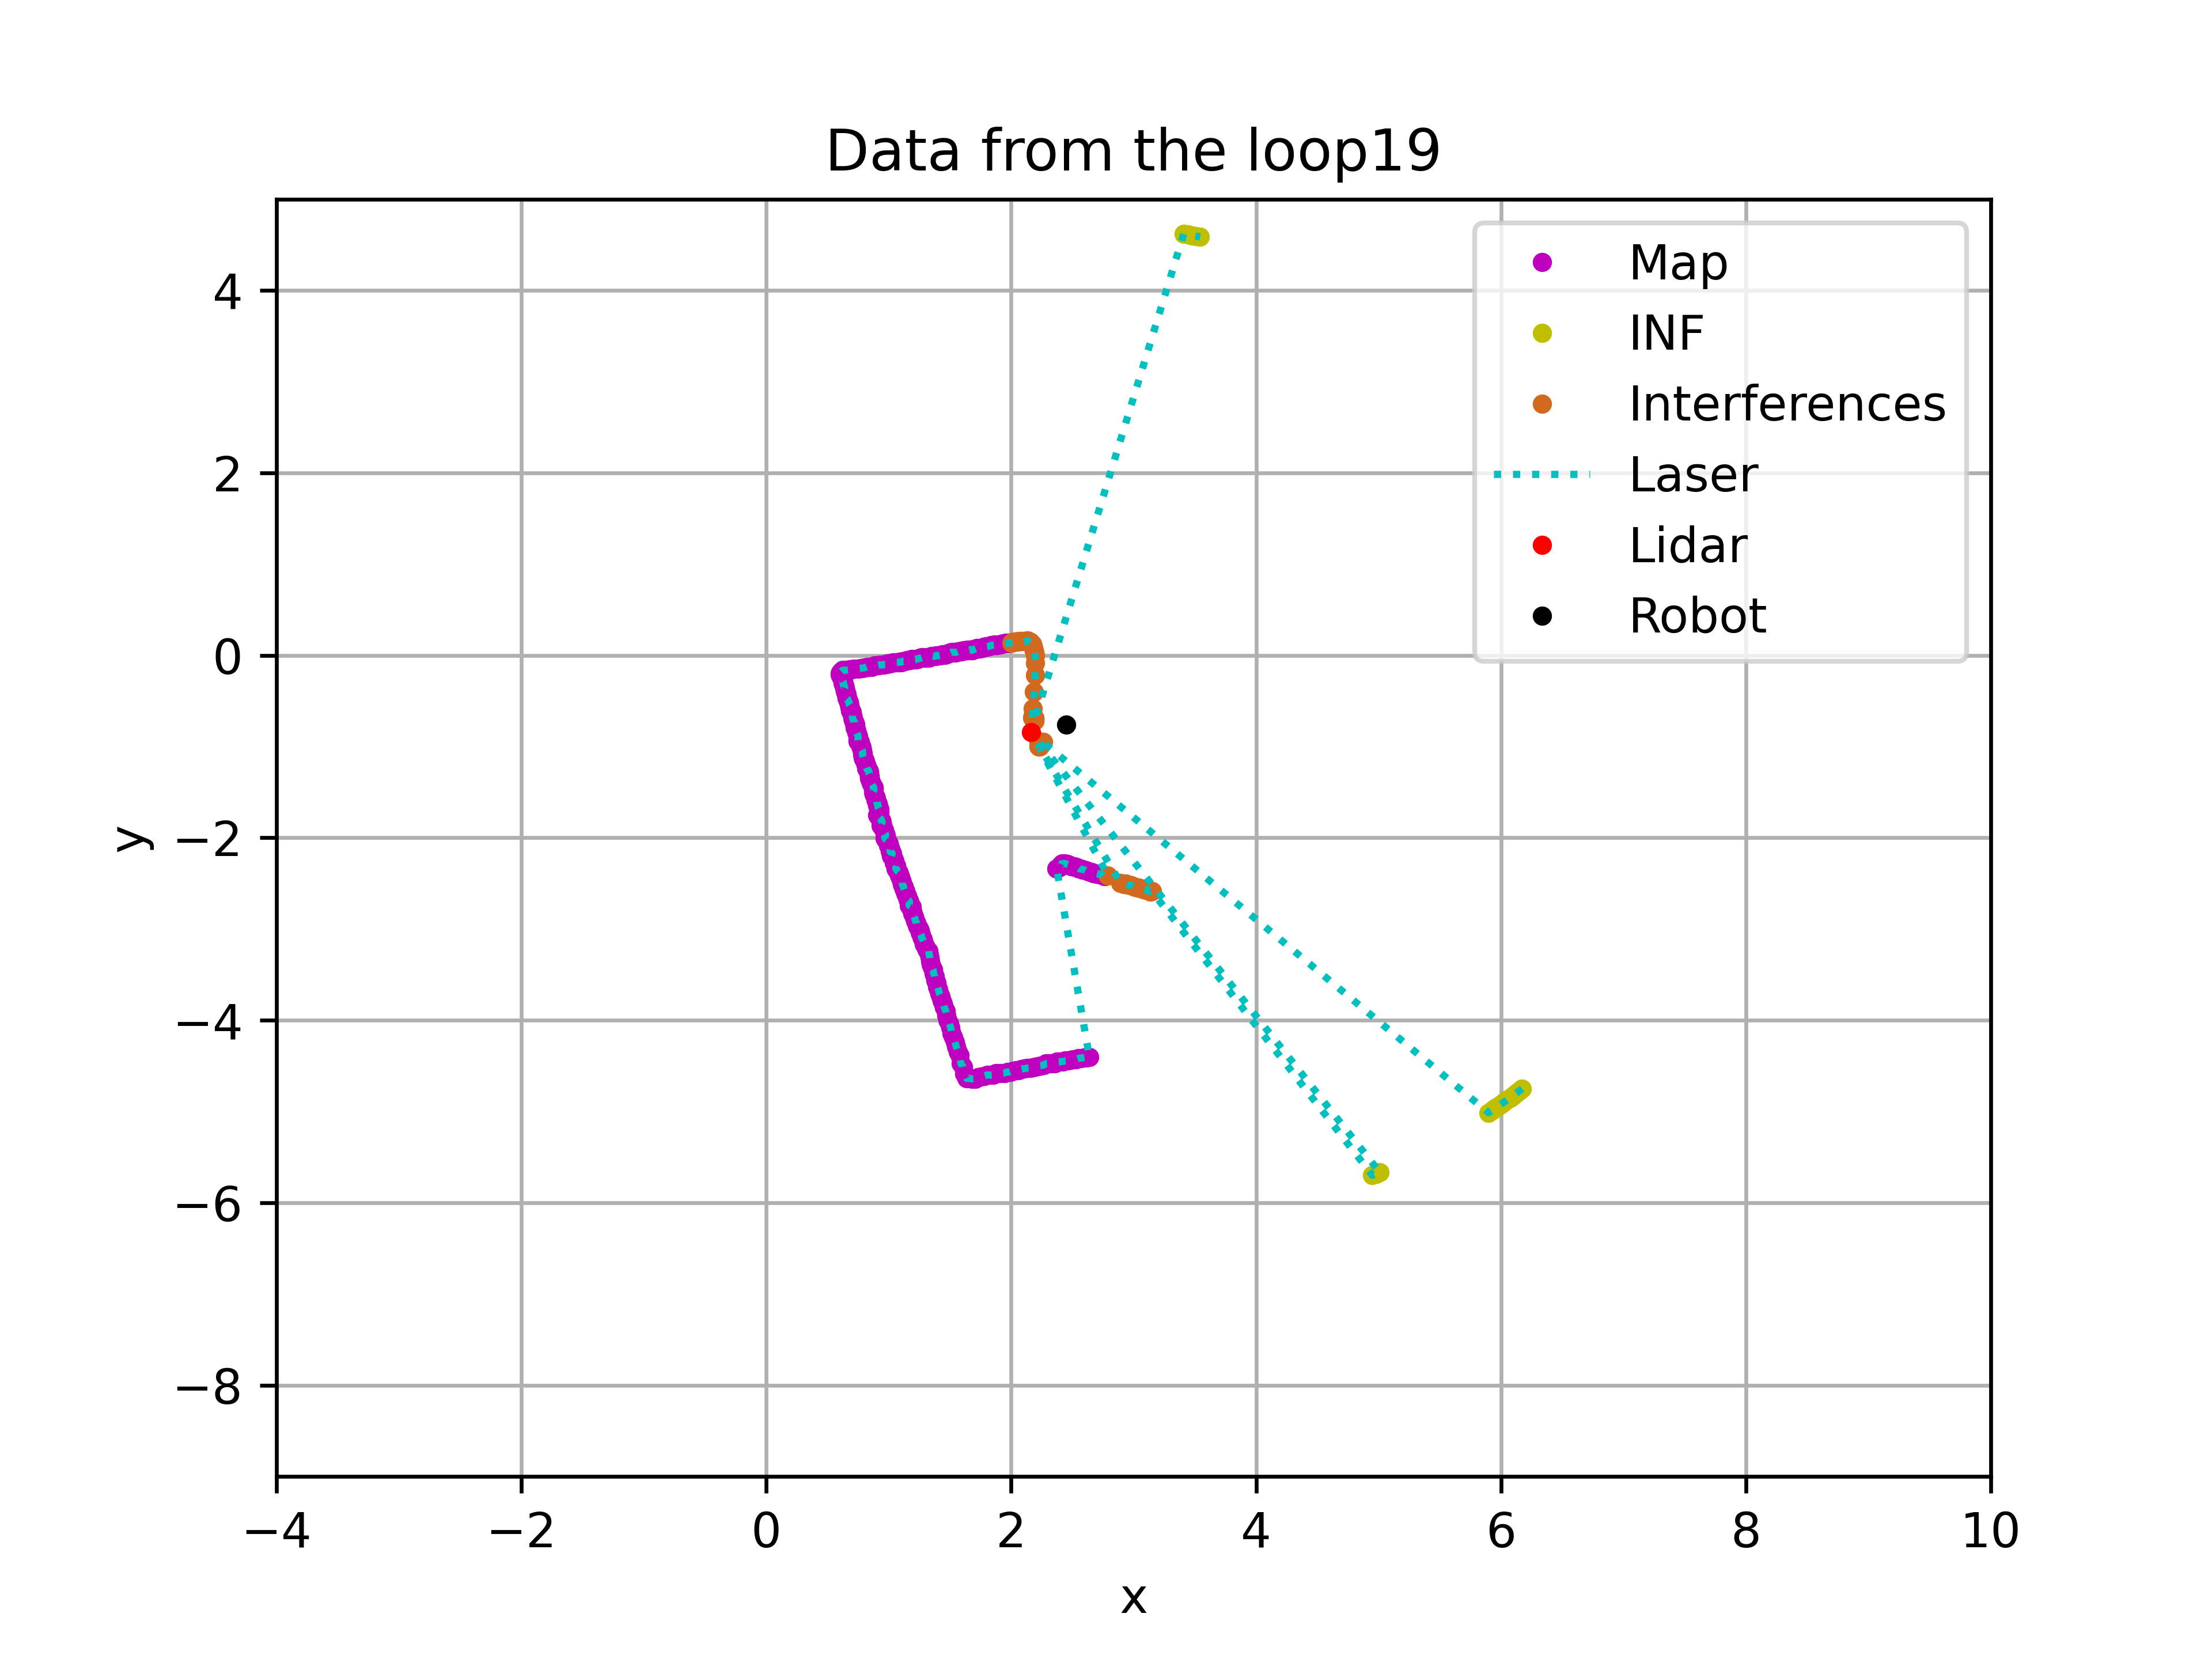 Data from the loop19
Map
INF
Interferences
Laser
Lidar
Robot
4
2
0
−2
−4
−6
−8
y
−4
−2
0
2
4
6
8
10
x